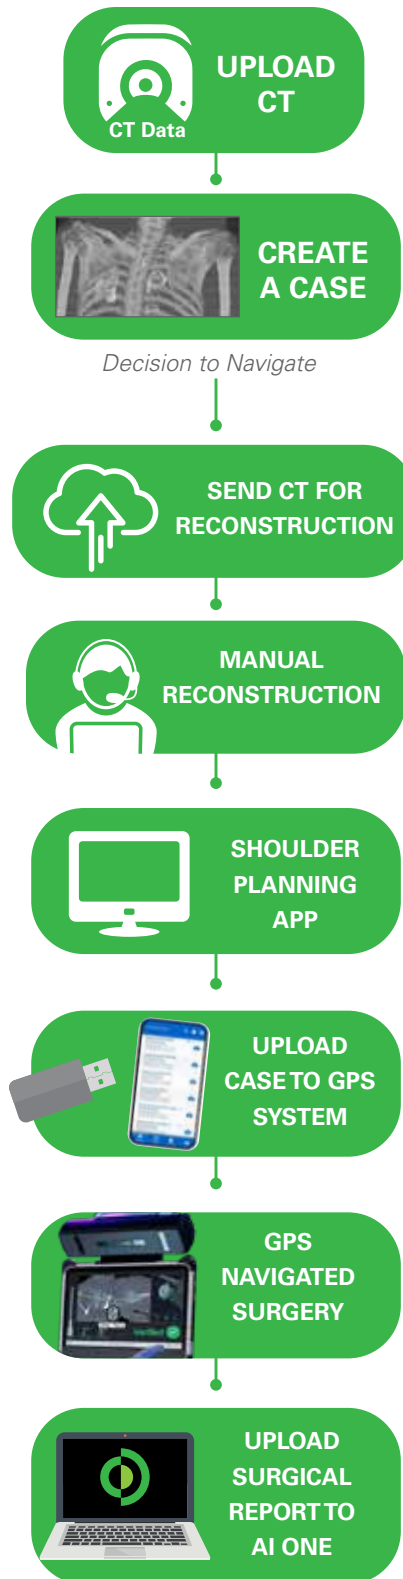 UPLOAD
CT
CT Data
CREATE
A CASE
Decision to Navigate
SEND CT FOR
RECONSTRUCTION
MANUAL
RECONSTRUCTION
SHOULDER
PLANNING
APP
UPLOAD
CASE TO GPS
SYSTEM
GPS
NAVIGATED
SURGERY
UPLOAD
SURGICAL
REPORT TO
AI ONE